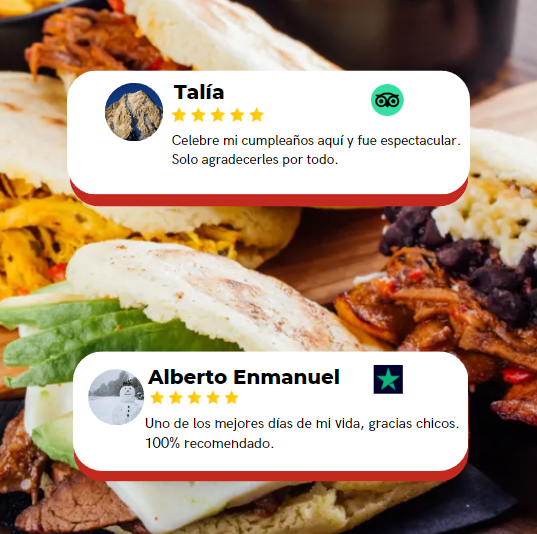 Talía
Celebre mi cumpleaños aquí y fue espectacular.
Solo agradecerles por todo.
Alberto Enmanuel
Uno de los mejores días de mi vida, gracias chicos.
100% recomendado.